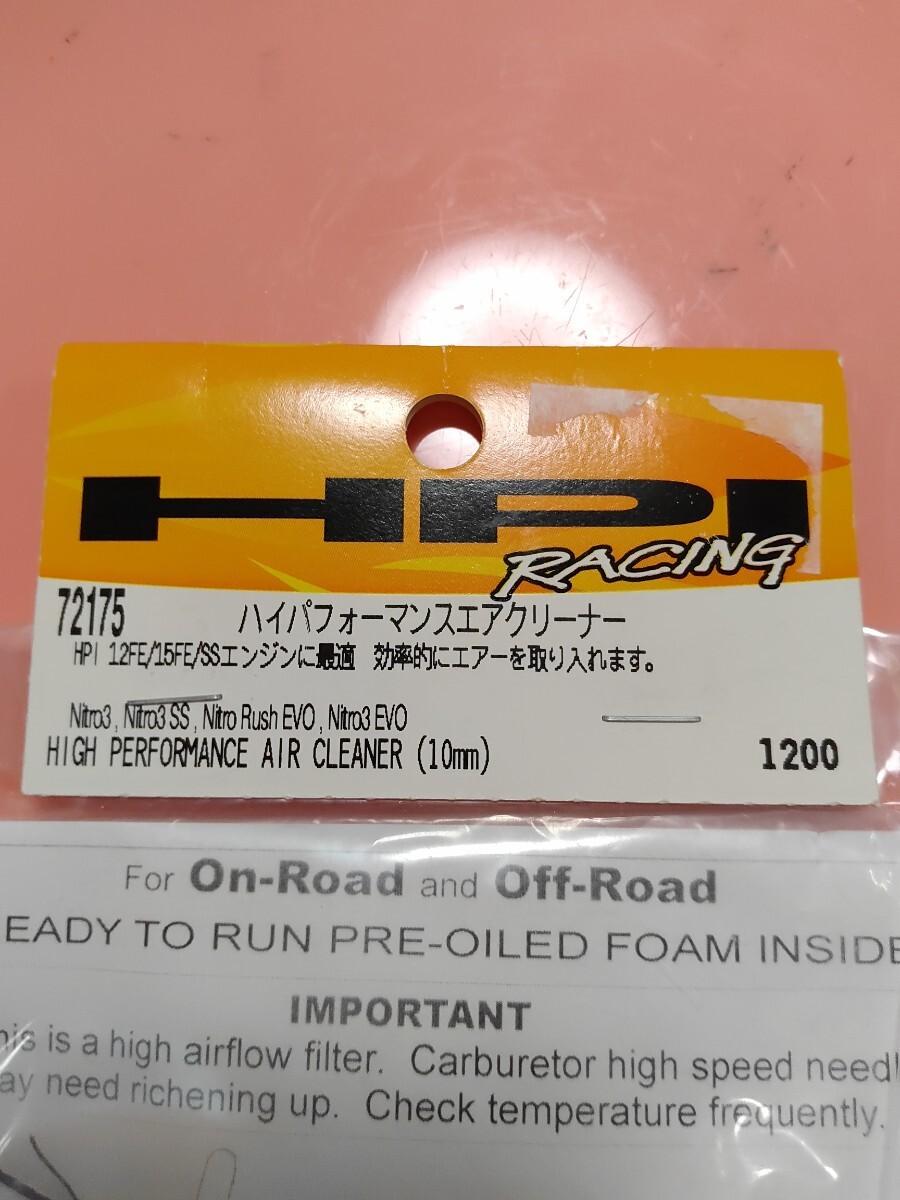 HPI
RACING
72175 ハイパフォーマンスエアクリーナー
HPI 12FE/15FE/SSエンジンに最適 効率的にエアーを取り入れます。
Nitro3, Nitro3 SS, Nitro Rush EVO, Nitro3 EVO
HIGH PERFORMANCE AIR CLEANER (10mm) 1200
For On-Road and Off-Road
EADY TO RUN PRE-OILED FOAM INSIDE
IMPORTANT
his is a high airflow filter. Carburetor high speed needl
ay need richening up. Check temperature frequently.